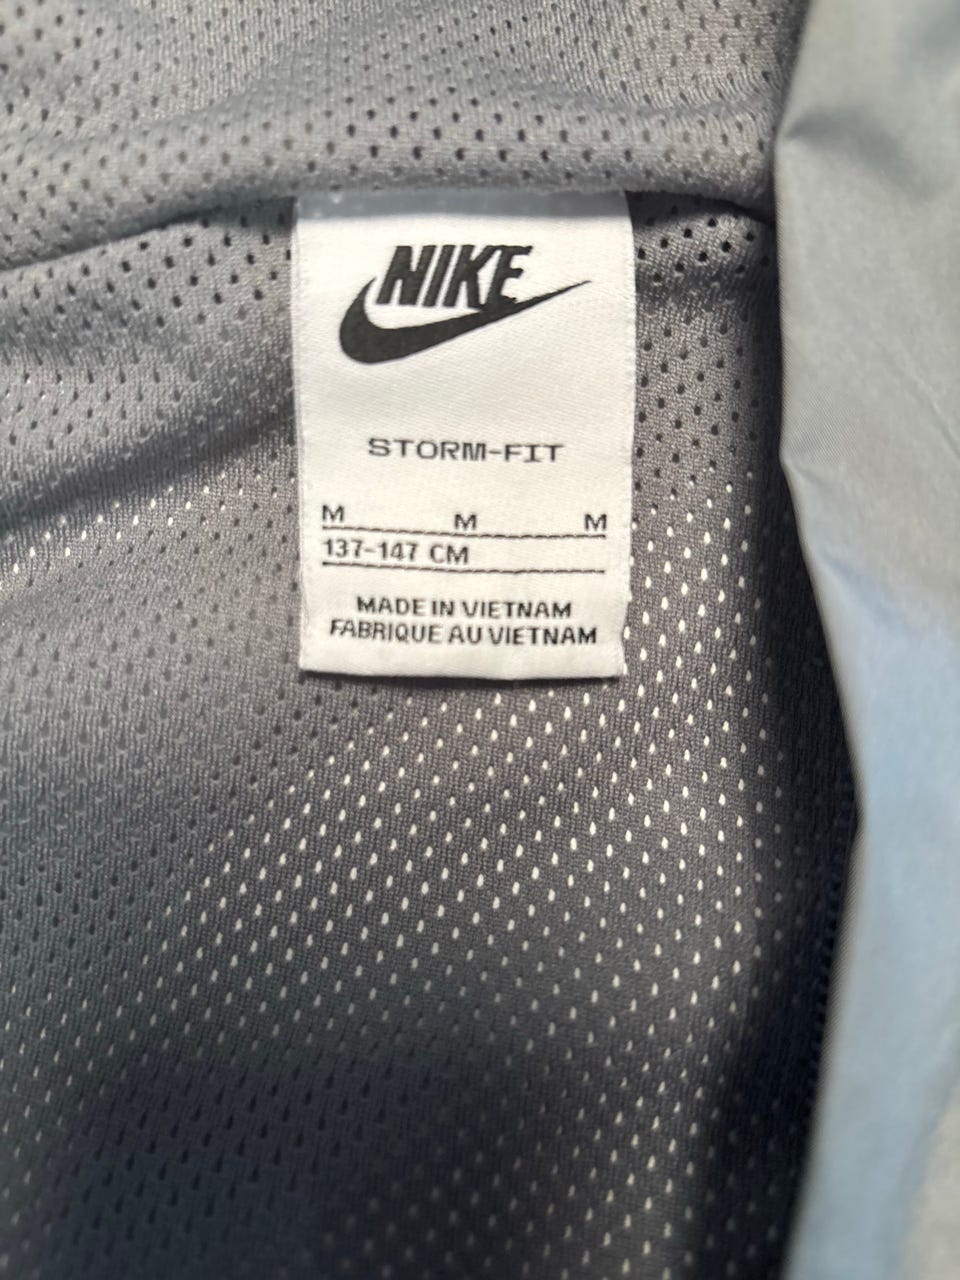 NIKE
STORM-FIT
M M M
137-147 CM
MADE IN VIETNAM
FABRIQUE AU VIETNAM